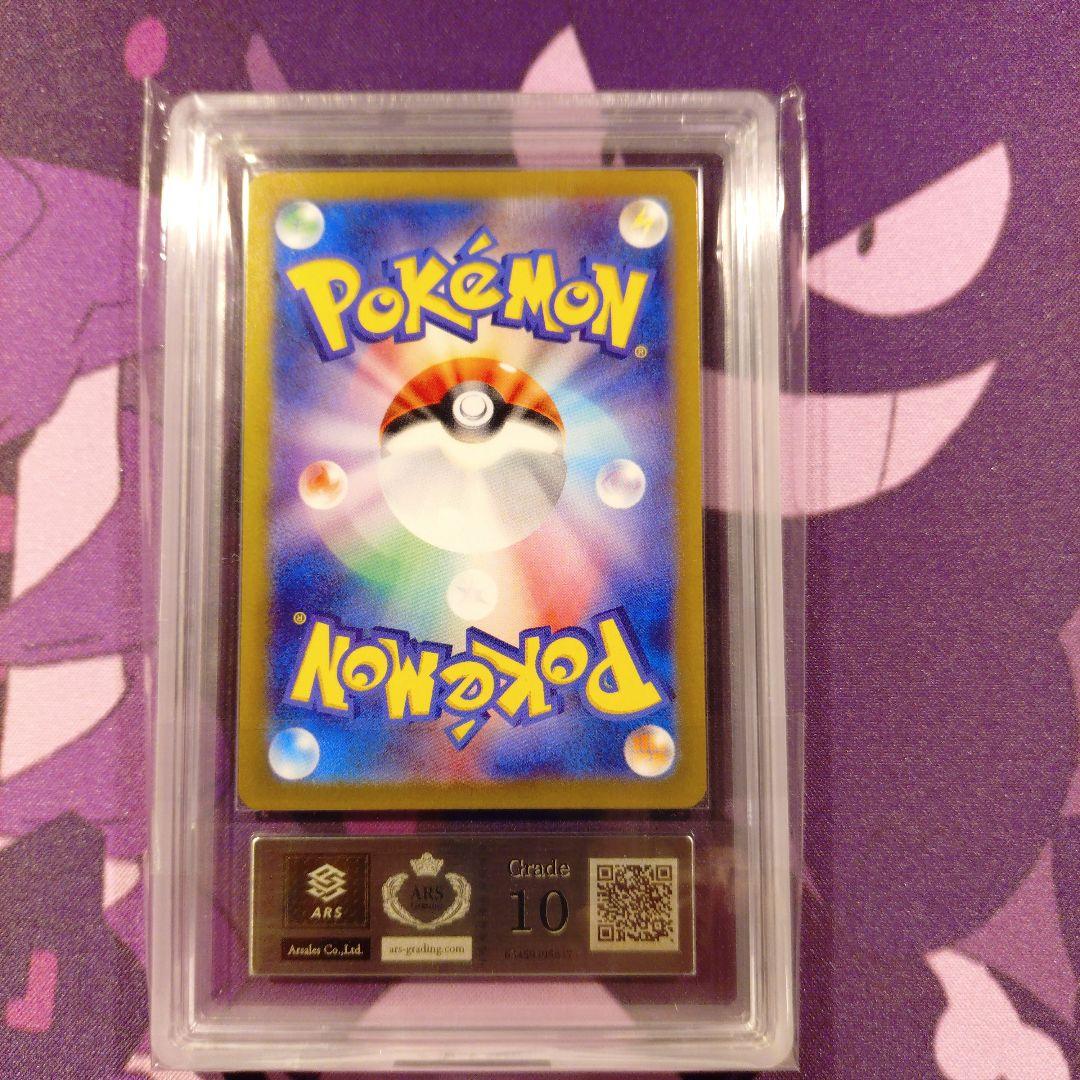 POKéMON
®
®
POKéMON
ARS
Arsales Co.,Ltd.
ARS
ars-grading.com
Grade
10